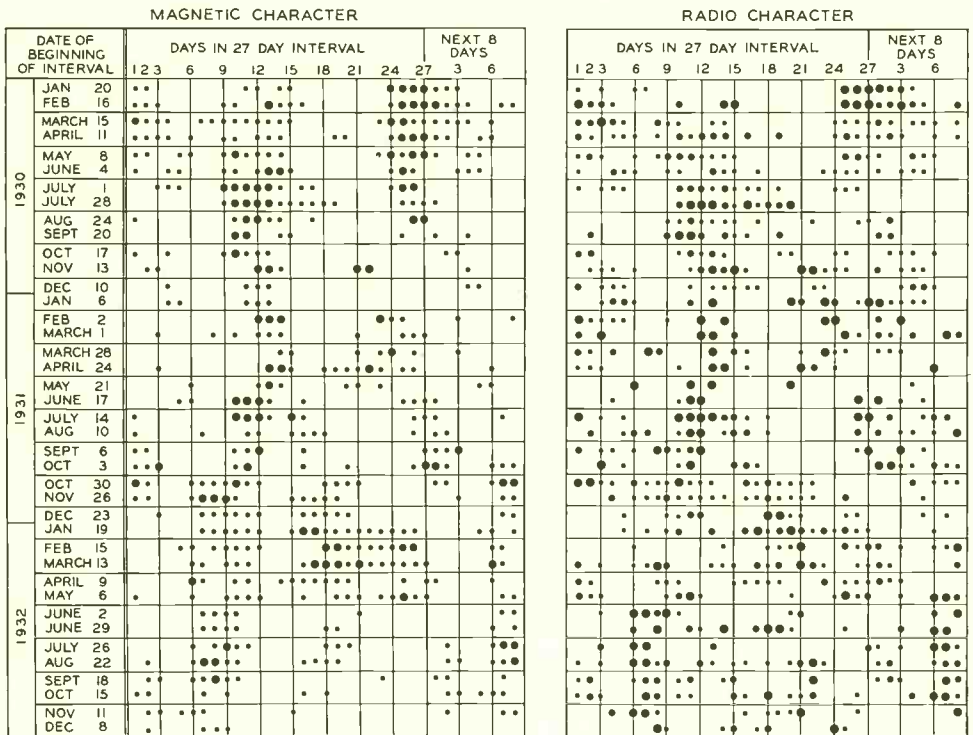 MAGNETIC CHARACTER
DATE OF BEGINNING OF INTERVAL
DAYS IN 27 DAY INTERVAL
NEXT 8 DAYS
1 2 3 6 9 12 15 18 21 24 27 3 6
1930
JAN 20
FEB 16
MARCH 15
APRIL 11
MAY 8
JUNE 4
JULY 1
JULY 28
AUG 24
SEPT 20
OCT 17
NOV 13
DEC 10
1931
JAN 6
FEB 2
MARCH 1
MARCH 28
APRIL 24
MAY 21
JUNE 17
JULY 14
AUG 10
SEPT 6
OCT 3
OCT 30
NOV 26
DEC 23
1932
JAN 19
FEB 15
MARCH 13
APRIL 9
MAY 6
JUNE 2
JUNE 29
JULY 26
AUG 22
SEPT 18
OCT 15
NOV 11
DEC 8
RADIO CHARACTER
DAYS IN 27 DAY INTERVAL
NEXT 8 DAYS
1 2 3 6 9 12 15 18 21 24 27 3 6